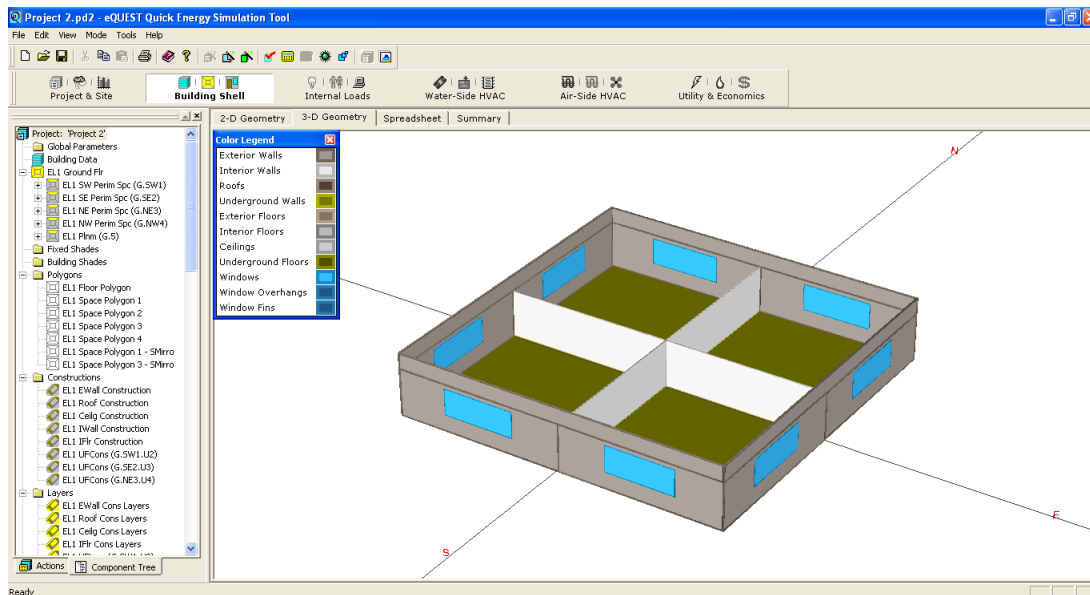 Project 2.pd2 - eQUEST Quick Energy Simulation Tool
File Edit View Mode Tools Help
Project & Site
Building Shell
Internal Loads
Water-Side HVAC
Air-Side HVAC
Utility & Economics
Project: 'Project 2'
Global Parameters
Building Data
EL1 Ground Flr
EL1 SW Perim Spc (G.SW1)
EL1 SE Perim Spc (G.SE2)
EL1 NE Perim Spc (G.NE3)
EL1 NW Perim Spc (G.NW4)
EL1 Plnm (G.5)
Fixed Shades
Building Shades
Polygons
EL1 Floor Polygon
EL1 Space Polygon 1
EL1 Space Polygon 2
EL1 Space Polygon 3
EL1 Space Polygon 4
EL1 Space Polygon 1 - SMirro
EL1 Space Polygon 3 - SMirro
Constructions
EL1 EWall Construction
EL1 Roof Construction
EL1 Ceilg Construction
EL1 IWall Construction
EL1 IFlr Construction
EL1 UFCons (G.SW1.U2)
EL1 UFCons (G.SE2.U3)
EL1 UFCons (G.NE3.U4)
Layers
EL1 EWall Cons Layers
EL1 Roof Cons Layers
EL1 Ceilg Cons Layers
EL1 IFlr Cons Layers
Actions
Component Tree
2-D Geometry
3-D Geometry
Spreadsheet
Summary
Color Legend
Exterior Walls
Interior Walls
Roofs
Underground Walls
Exterior Floors
Interior Floors
Ceilings
Underground Floors
Windows
Window Overhangs
Window Fins
N
E
S
Ready